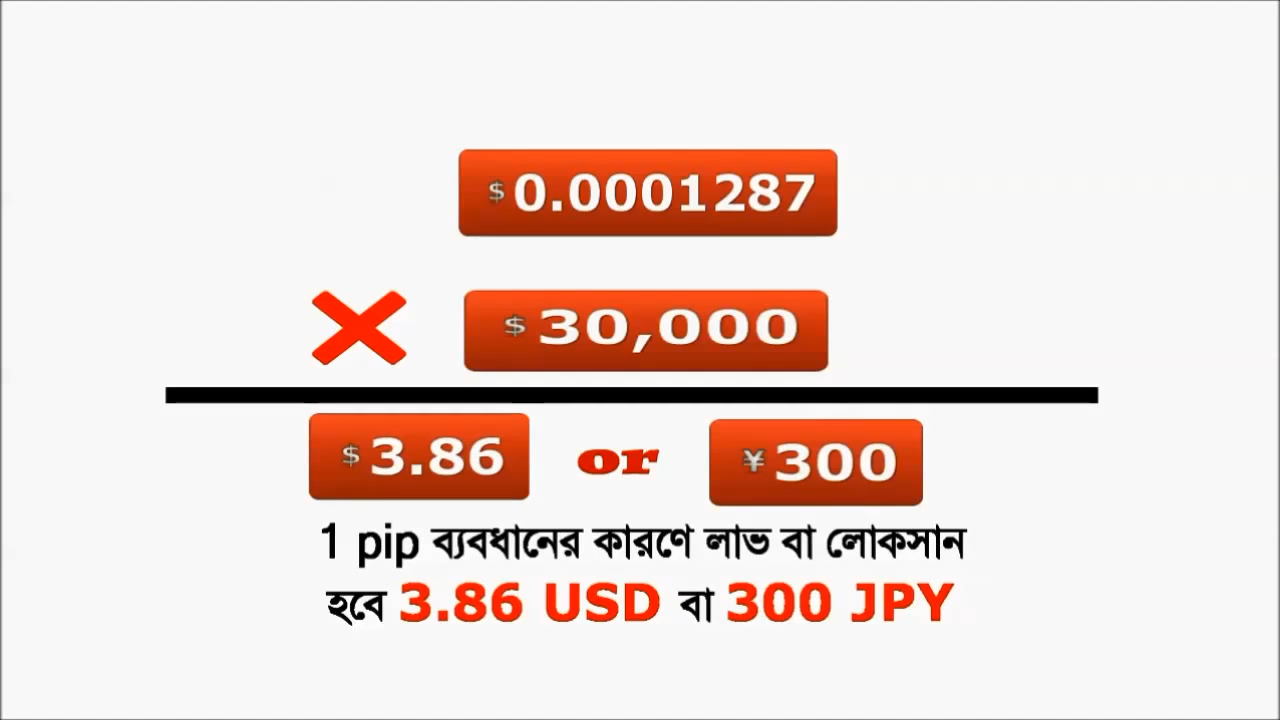 $ 0.0001287
$ 30,000
$ 3.86 or ¥ 300
1 pip ব্যবধানের কারণে লাভ বা লোকসান
হবে 3.86 USD বা 300 JPY